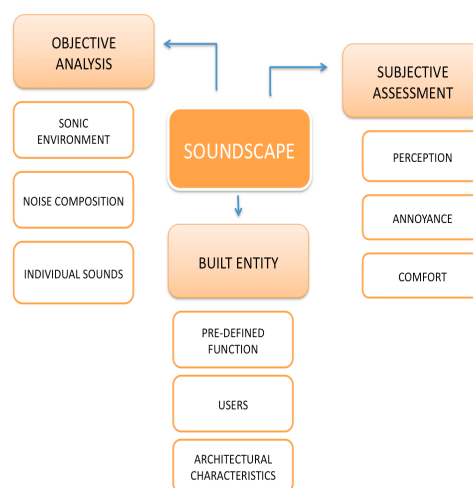 OBJECTIVE
ANALYSIS
SONIC
ENVIRONMENT
NOISE COMPOSITION
INDIVIDUAL SOUNDS
SOUNDSCAPE
BUILT ENTITY
PRE-DEFINED
FUNCTION
USERS
ARCHITECTURAL
CHARACTERISTICS
SUBJECTIVE
ASSESSMENT
PERCEPTION
ANNOYANCE
COMFORT